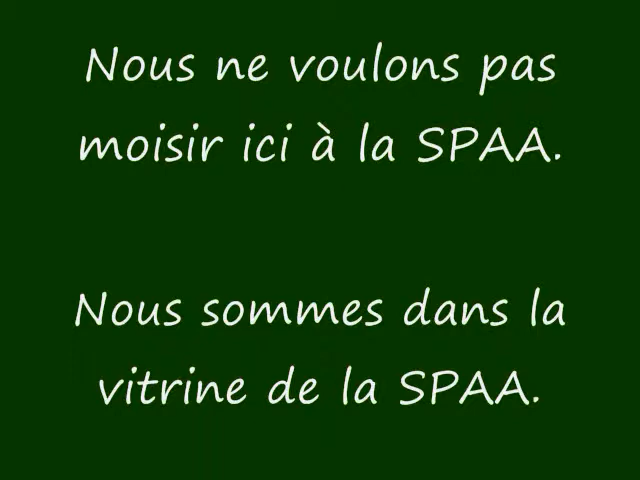 Nous ne voulons pas
moisir ici à la SPAA.
Nous sommes dans la
vitrine de la SPAA.